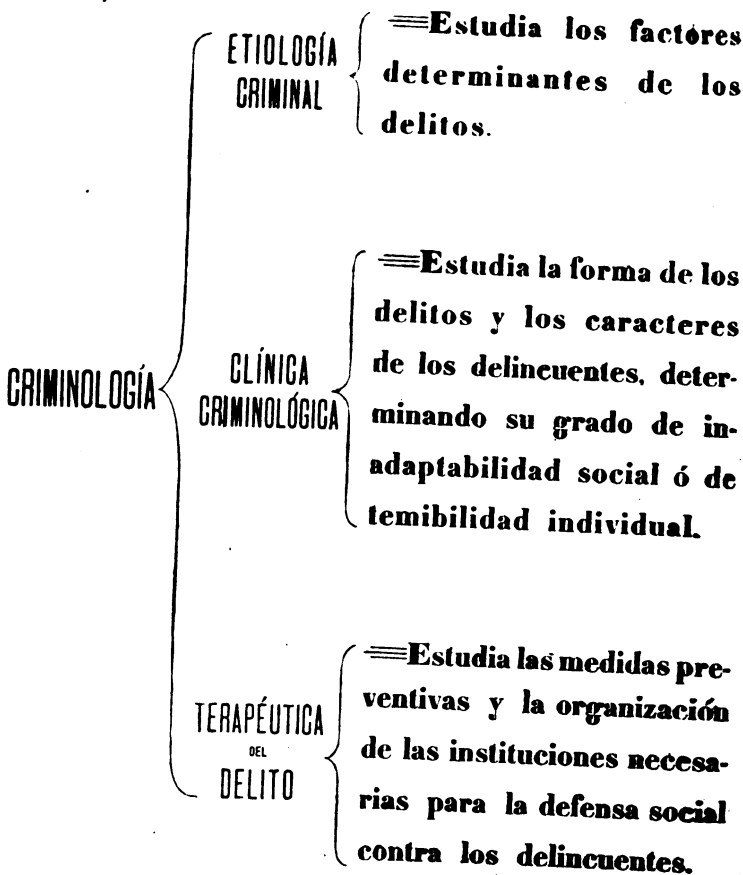 CRIMINOLOGÍA
ETIOLOGÍA
CRIMINAL
Estudia los factores
determinantes de los
delitos.
CLÍNICA
CRIMINOLÓGICA
Estudia la forma de los
delitos y los caracteres
de los delincuentes, deter-
minando su grado de in-
adaptabilidad social ó de
temibilidad individual.
TERAPÉUTICA
DEL
DELITO
Estudia las medidas pre-
ventivas y la organización
de las instituciones necesa-
rias para la defensa social
contra los delincuentes.